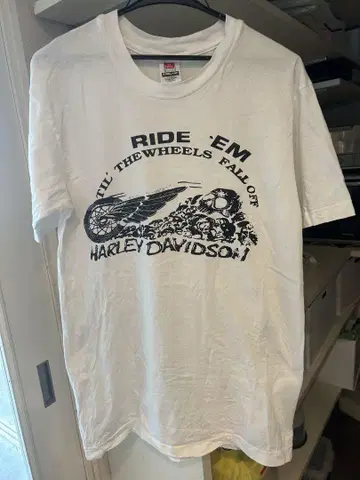 RIDE 'EM
'TIL' THE WHEELS FALL OFF
HARLEY DAVIDSON